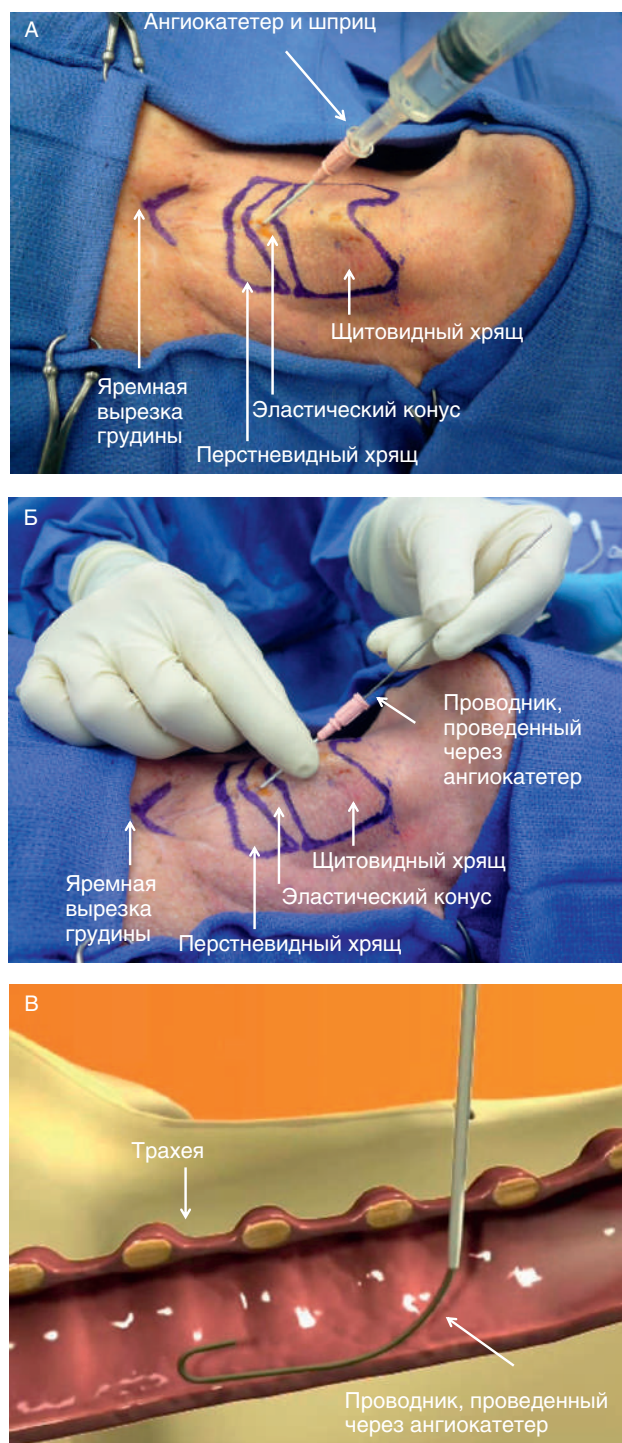 А
Ангиокатетер и шприц
Щитовидный хрящ
Яремная
вырезка
грудины
Эластический конус
Перстневидный хрящ
Б
Проводник,
проведенный
через
ангиокатетер
Щитовидный хрящ
Яремная
вырезка
грудины
Эластический конус
Перстневидный хрящ
В
Трахея
Проводник, проведенный
через ангиокатетер